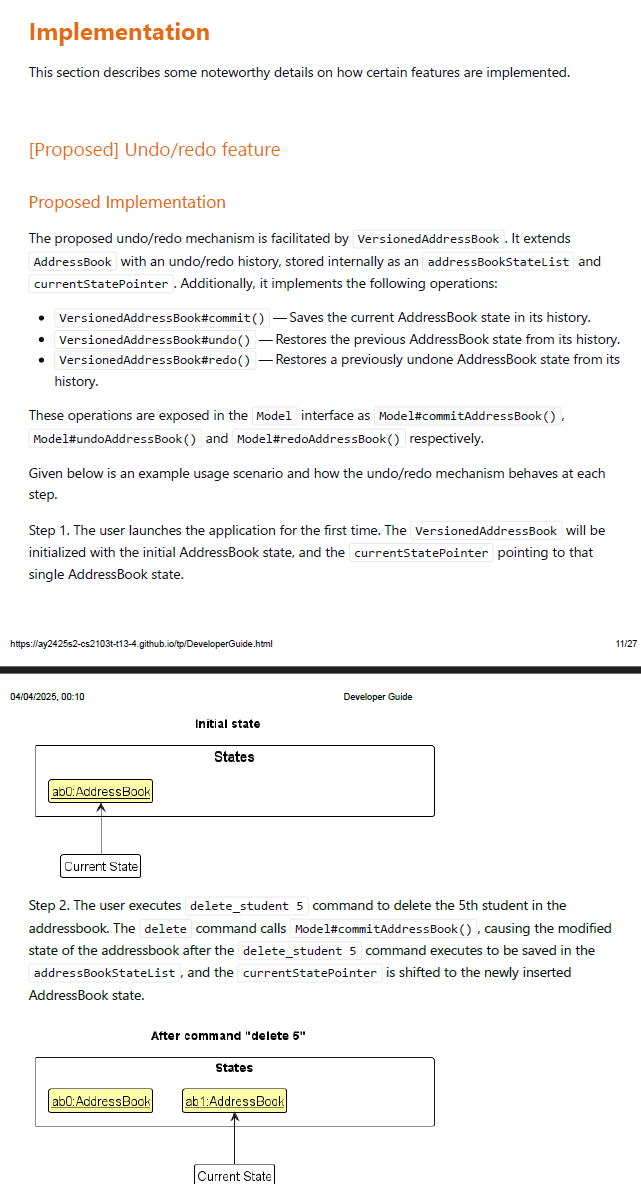 Implementation
This section describes some noteworthy details on how certain features are implemented.
[Proposed] Undo/redo feature
Proposed Implementation
The proposed undo/redo mechanism is facilitated by VersionedAddressBook . It extends
AddressBook with an undo/redo history, stored internally as an addressBookStateList and
currentStatePointer . Additionally, it implements the following operations:
• VersionedAddressBook#commit() — Saves the current AddressBook state in its history.
• VersionedAddressBook#undo() — Restores the previous AddressBook state from its history.
• VersionedAddressBook#redo() — Restores a previously undone AddressBook state from its
history.
These operations are exposed in the Model interface as Model#commitAddressBook() ,
Model#undoAddressBook() and Model#redoAddressBook() respectively.
Given below is an example usage scenario and how the undo/redo mechanism behaves at each
step.
Step 1. The user launches the application for the first time. The VersionedAddressBook will be
initialized with the initial AddressBook state, and the currentStatePointer pointing to that
single AddressBook state.
https://ay2425s2-cs2103t-t13-4.github.io/tp/DeveloperGuide.html 11/27
04/04/2025, 00:10 Developer Guide
Initial state
States
ab0:AddressBook
Current State
Step 2. The user executes delete_student 5 command to delete the 5th student in the
addressbook. The delete command calls Model#commitAddressBook() , causing the modified
state of the addressbook after the delete_student 5 command executes to be saved in the
addressBookStateList , and the currentStatePointer is shifted to the newly inserted
AddressBook state.
After command "delete 5"
States
ab0:AddressBook ab1:AddressBook
Current State